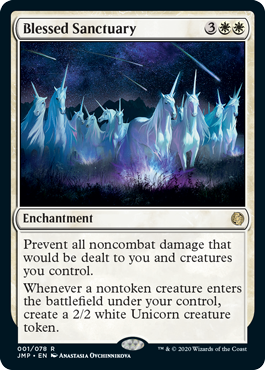 Blessed Sanctuary 3
Enchantment
Prevent all noncombat damage that
would be dealt to you and creatures
you control.
Whenever a nontoken creature enters
the battlefield under your control,
create a 2/2 white Unicorn creature
token.
001/078 R
JMP • EN Anastasia Ovchinnikova
™ & © 2020 Wizards of the Coast